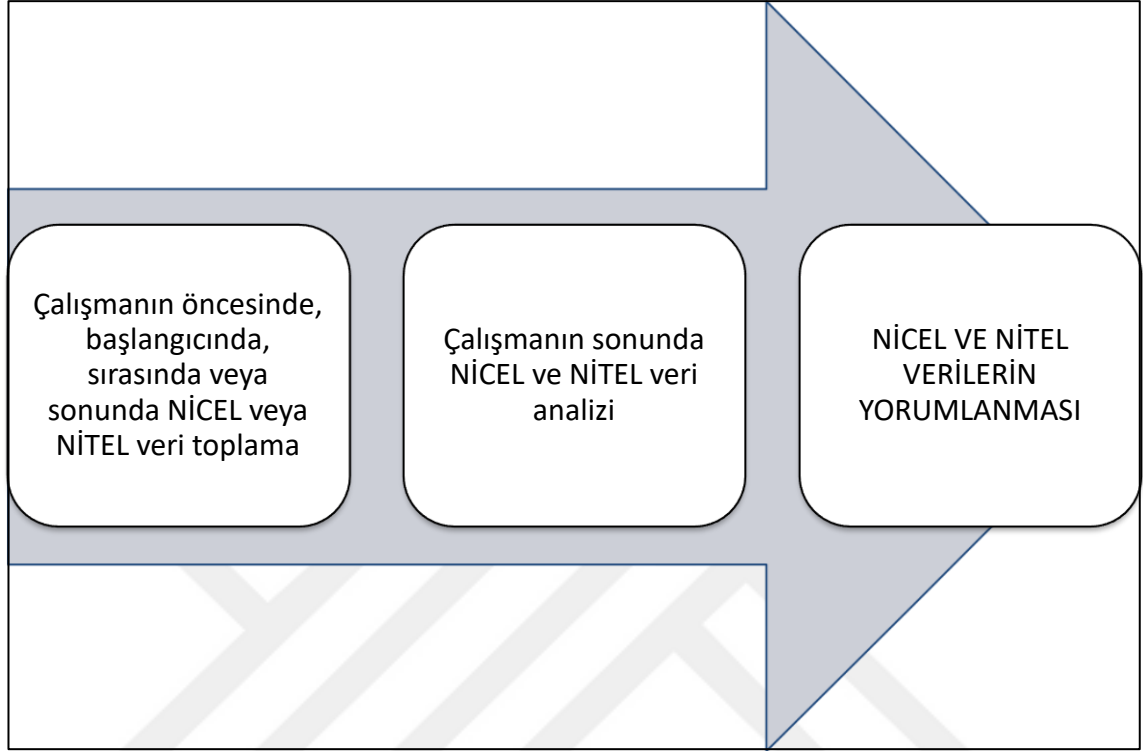 Çalışmanın öncesinde,
başlangıcında,
sırasında veya
sonunda NİCEL veya
NİTEL veri toplama
Çalışmanın sonunda
NİCEL ve NİTEL veri
analizi
NİCEL VE NİTEL
VERİLERİN
YORUMLANMASI